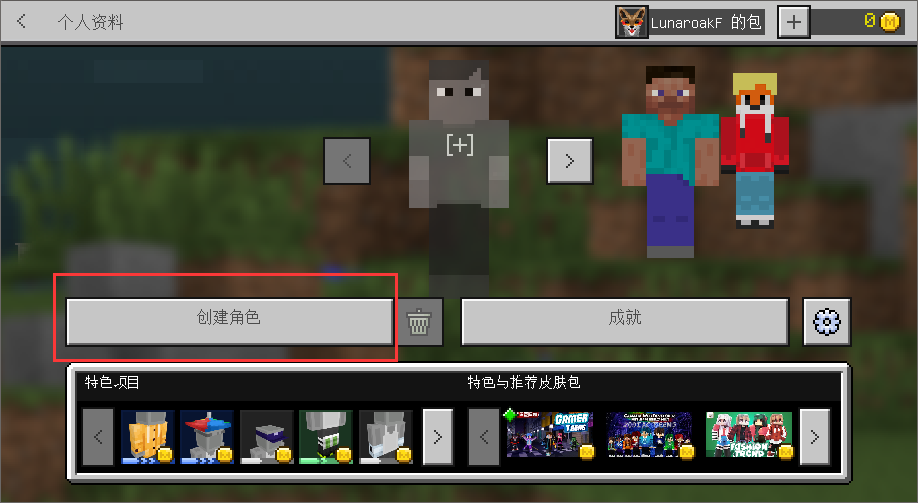 个人资料
LunaroakF 的包
0
创建角色
成就
特色项目
特色与推荐皮肤包
GAMER
TEENS
FASHION
TREND